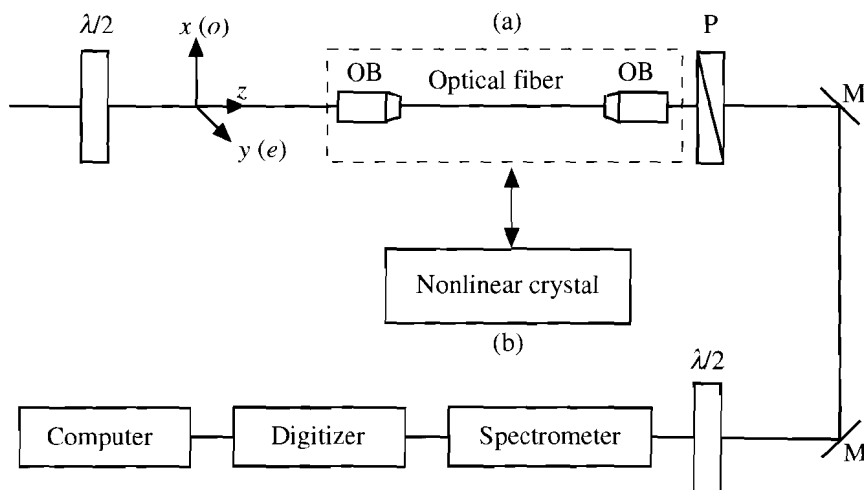 (a)
λ/2
x (o)
P
OB
Optical fiber
OB
z
M
y (e)
Nonlinear crystal
(b)
λ/2
Computer
Digitizer
Spectrometer
M